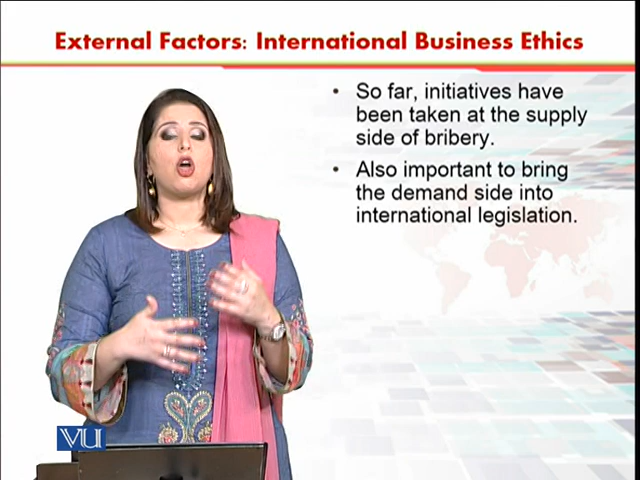 External Factors: International Business Ethics
• So far, initiatives have
been taken at the supply
side of bribery.
• Also important to bring
the demand side into
international legislation.
VU